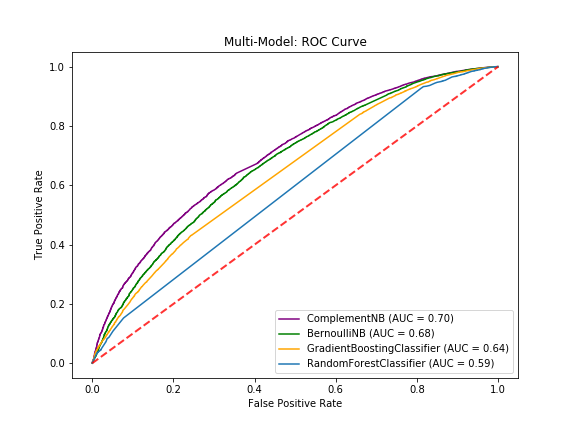 Multi-Model: ROC Curve
True Positive Rate
1.0
0.8
0.6
0.4
0.2
0.0
ComplementNB (AUC = 0.70)
BernoulliNB (AUC = 0.68)
GradientBoostingClassifier (AUC = 0.64)
RandomForestClassifier (AUC = 0.59)
0.0 0.2 0.4 0.6 0.8 1.0
False Positive Rate